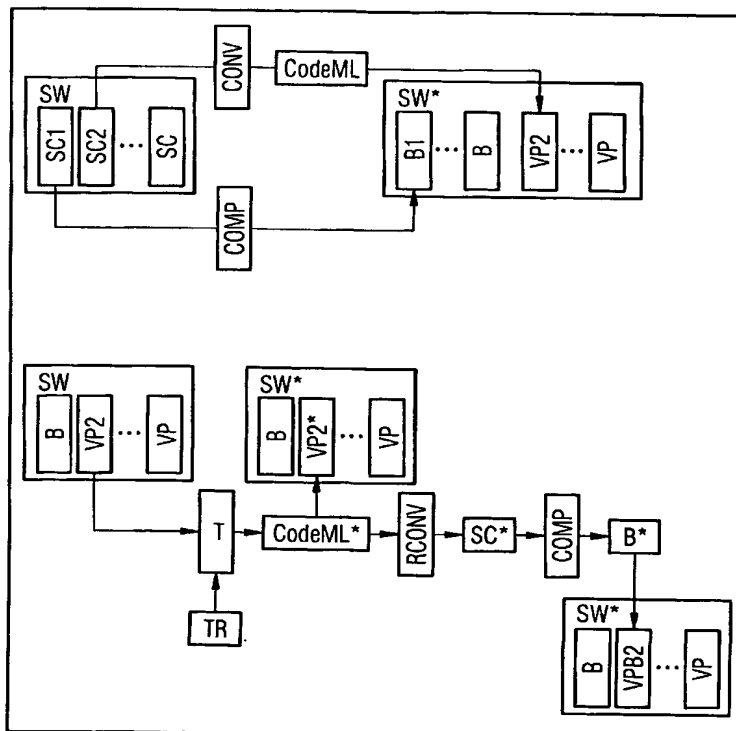 CONV
CodeML
SW
SC1
SC2
...
SC
SW*
B1
...
B
VP2
...
VP
COMP
SW
B
VP2
...
VP
SW*
B
VP2*
...
VP
T
CodeML*
RCONV
SC*
COMP
B*
TR
SW*
B
VPB2
...
VP